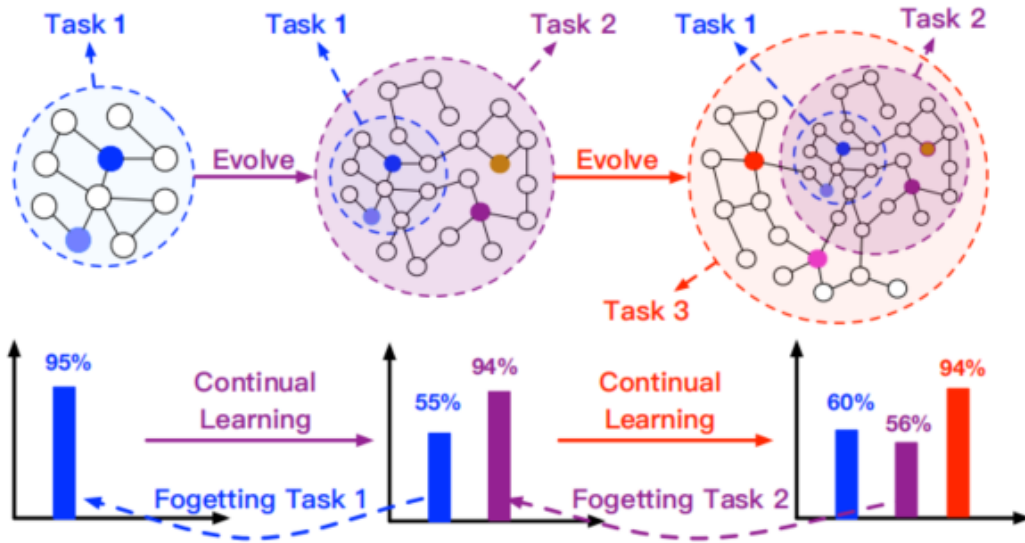 Task 1
Task 1
Task 2
Task 1
Task 2
Evolve
Evolve
Task 3
95%
Continual
Learning
55%
94%
Continual
Learning
60%
56%
94%
Fogetting Task 1
Fogetting Task 2